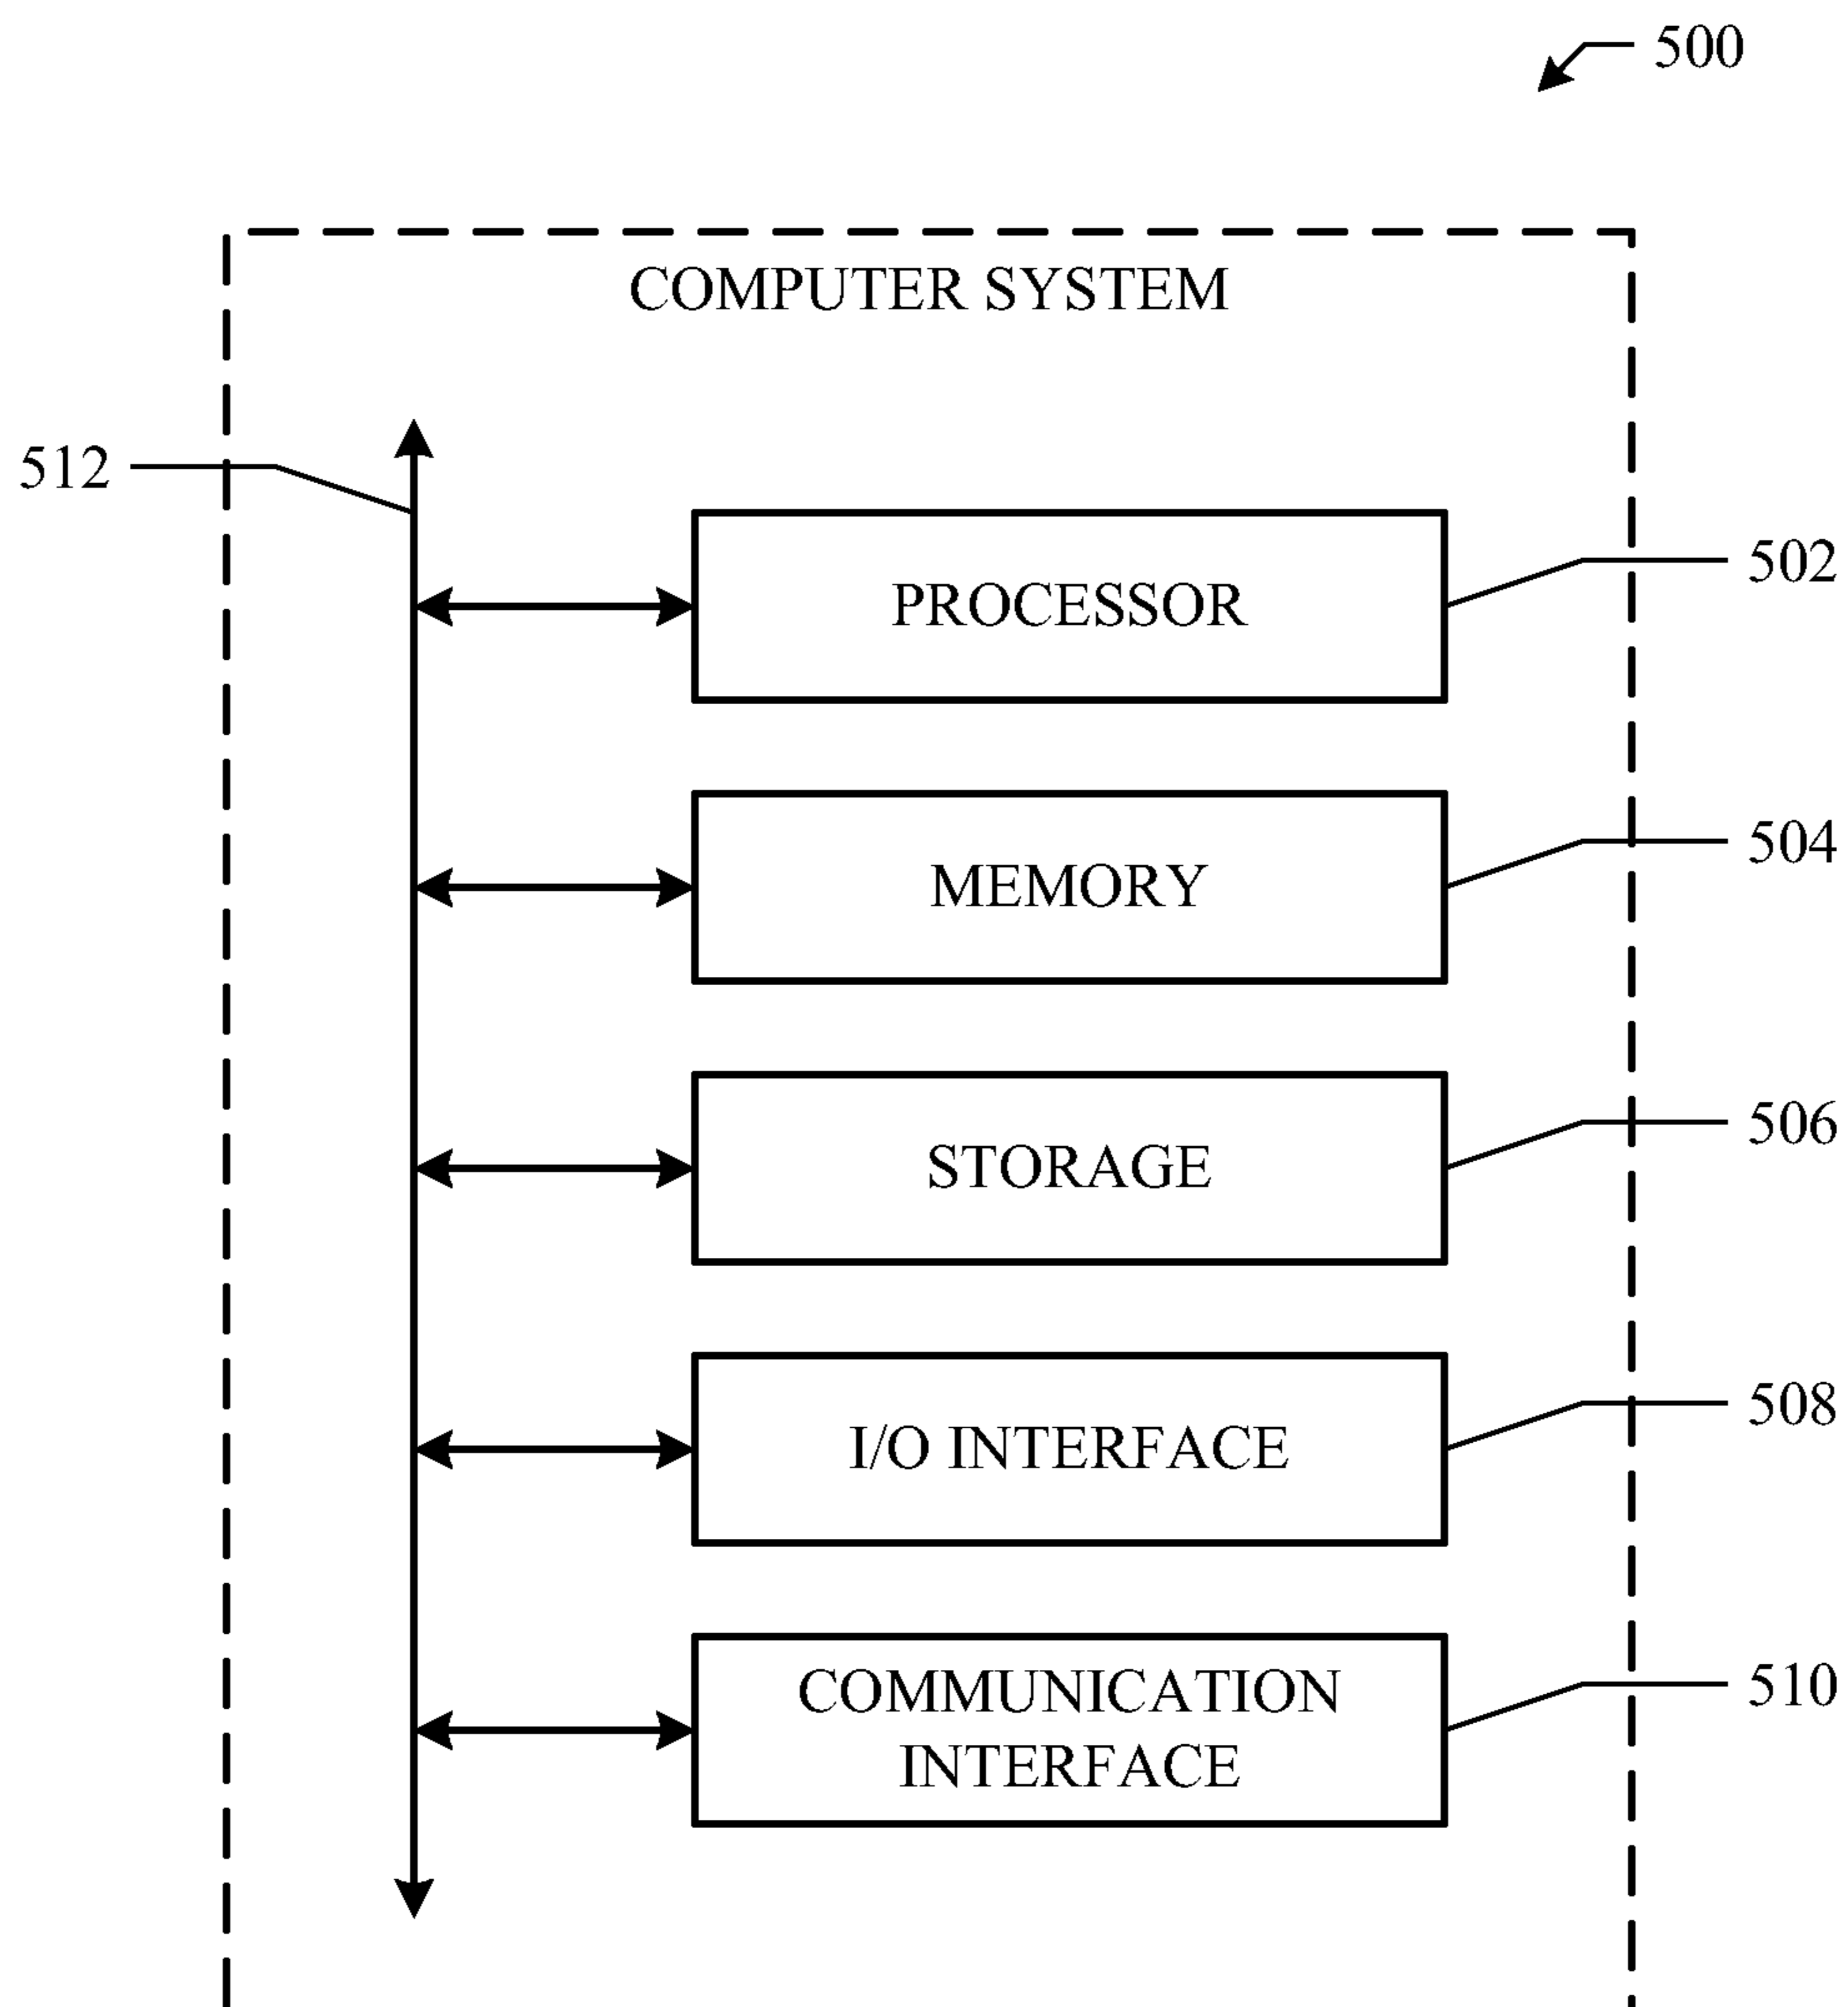 500
COMPUTER SYSTEM
512
PROCESSOR
502
MEMORY
504
STORAGE
506
I/O INTERFACE
508
COMMUNICATION
INTERFACE
510